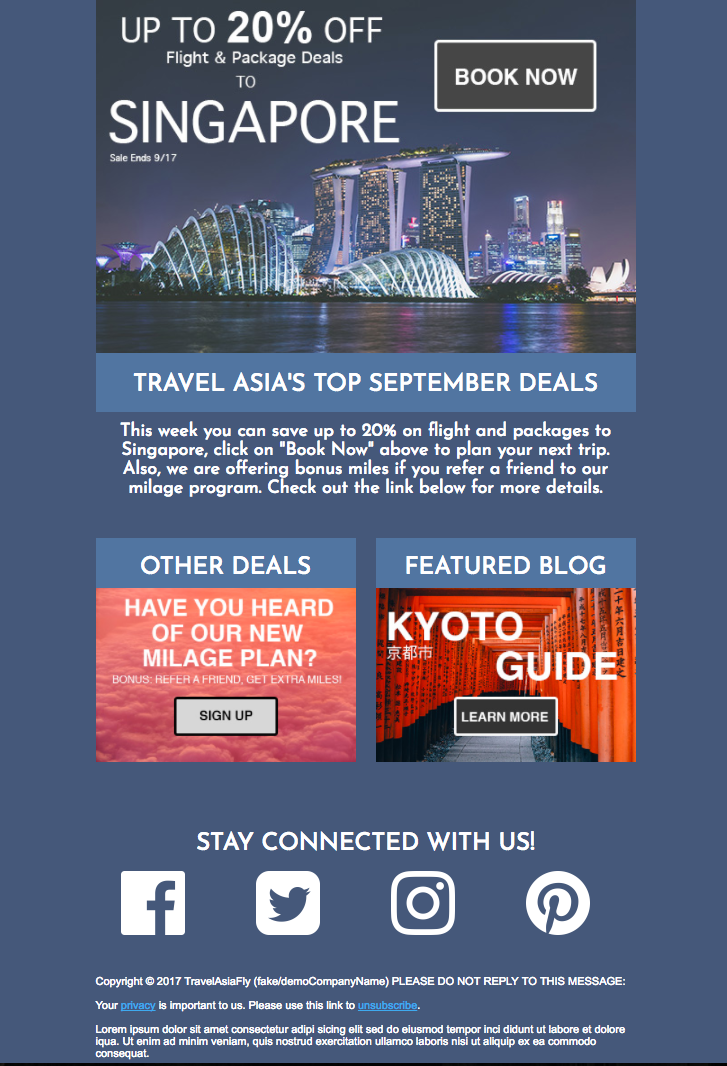 UP TO 20% OFF
Flight & Package Deals
TO
SINGAPORE
Sale Ends 9/17
BOOK NOW
TRAVEL ASIA'S TOP SEPTEMBER DEALS
This week you can save up to 20% on flight and packages to
Singapore, click on "Book Now" above to plan your next trip.
Also, we are offering bonus miles if you refer a friend to our
milage program. Check out the link below for more details.
OTHER DEALS
HAVE YOU HEARD
OF OUR NEW
MILAGE PLAN?
BONUS: REFER A FRIEND, GET EXTRA MILES!
SIGN UP
FEATURED BLOG
KYOTO
京都市
GUIDE
LEARN MORE
STAY CONNECTED WITH US!
Copyright © 2017 TravelAsiaFly (fake/demoCompanyName) PLEASE DO NOT REPLY TO THIS MESSAGE:
Your privacy is important to us. Please use this link to unsubscribe.
Lorem ipsum dolor sit amet consectetur adipi sicing elit sed do eiusmod tempor inci didunt ut labore et dolore
iqua. Ut enim ad minim veniam, quis nostrud exercitation ullamco laboris nisi ut aliquip ex ea commodo
consequat.